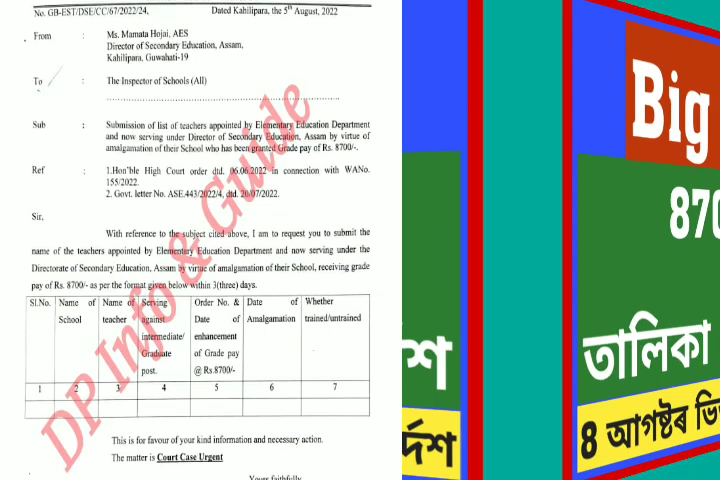 No. GB-EST/DSE/CC/67/2022/24, Dated Kahilipara, the 5th August, 2022
From : Ms. Mamata Hojai, AES
Director of Secondary Education, Assam,
Kahilipara, Guwahati-19
To : The Inspector of Schools (All)
Sub : Submission of list of teachers appointed by Elementary Education Department
and now serving under Director of Secondary Education, Assam by virtue of
amalgamation of their School who has been granted Grade pay of Rs. 8700/-.
Ref : 1.Hon'ble High Court order dtd. 06.06.2022 in connection with WANo.
155/2022.
2. Govt. letter No. ASE.443/2022/4, dtd. 20/07/2022.
Sir,
With reference to the subject cited above, I am to request you to submit the
name of the teachers appointed by Elementary Education Department and now serving under the
Directorate of Secondary Education, Assam by virtue of amalgamation of their School, receiving grade
pay of Rs. 8700/- as per the format given below within 3(three) days.
Sl.No. Name of School Name of teacher Serving against intermediate/ Graduate post. Order No. & Date of enhancement of Grade pay @ Rs.8700/- Date of Amalgamation Whether trained/untrained
1 2 3 4 5 6 7
This is for favour of your kind information and necessary action.
The matter is Court Case Urgent
Yours faithfully
DP Info & Guide
Big
870
তালিকা
8 আগষ্টৰ ভি